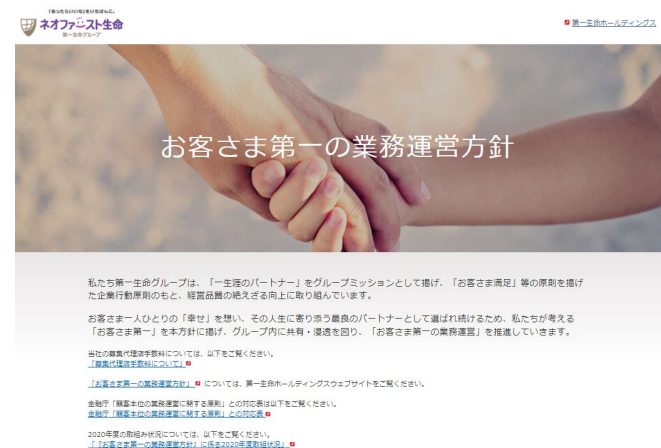 「あったらいいな」をいちばんに。
ネオファースト生命
第一生命グループ
第一生命ホールディングス
お客さま第一の業務運営方針
私たち第一生命グループは、「一生涯のパートナー」をグループミッションとして掲げ、「お客さま満足」等の原則を掲げ
た企業行動原則のもと、経営品質の絶えざる向上に取り組んでいます。
お客さま一人ひとりの「幸せ」を想い、その人生に寄り添う最良のパートナーとして選ばれ続けるため、私たちが考える
「お客さま第一」を本方針に掲げ、グループ内に共有・浸透を図り、「お客さま第一の業務運営」を推進していきます。
当社の募集代理店手数料については、以下をご覧ください。
「募集代理店手数料について」
「お客さま第一の業務運営方針」 については、第一生命ホールディングスウェブサイトをご覧ください。
金融庁「顧客本位の業務運営に関する原則」との対応表は以下をご覧ください。
金融庁「顧客本位の業務運営に関する原則」との対応表
2020年度の取組み状況については、以下をご覧ください。
「『お客さま第一の業務運営方針』に係る2020年度取組状況」